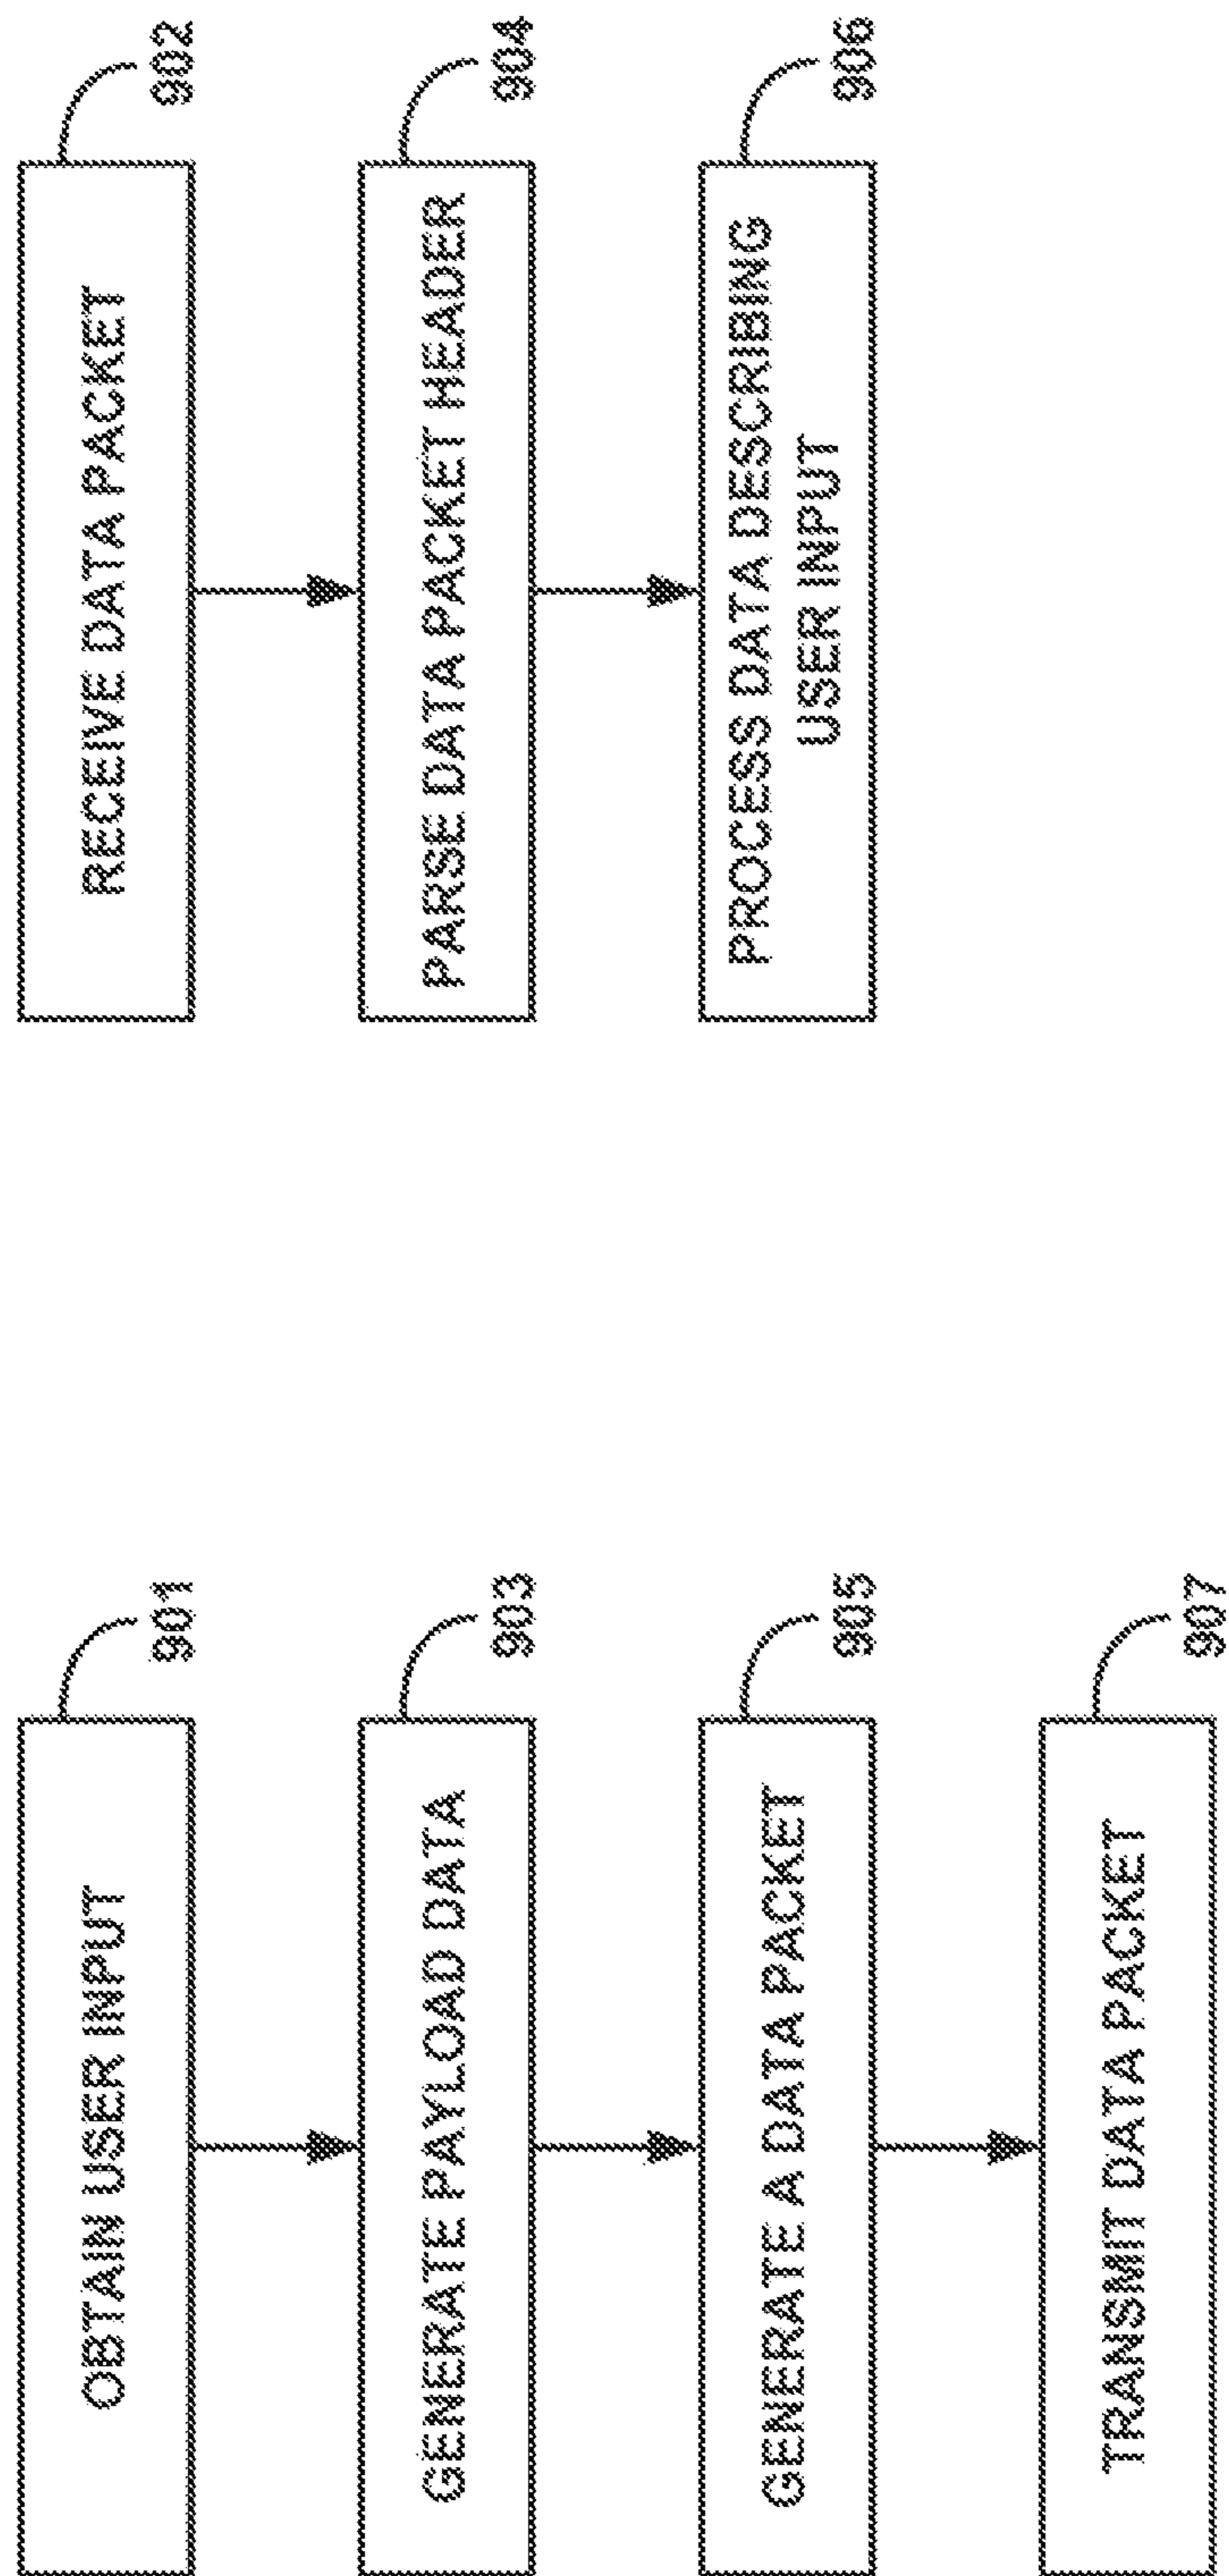 OBTAIN USER INPUT
901
GENERATE PAYLOAD DATA
903
GENERATE A DATA PACKET
905
TRANSMIT DATA PACKET
907
RECEIVE DATA PACKET
902
PARSE DATA PACKET HEADER
904
PROCESS DATA DESCRIBING
USER INPUT
906